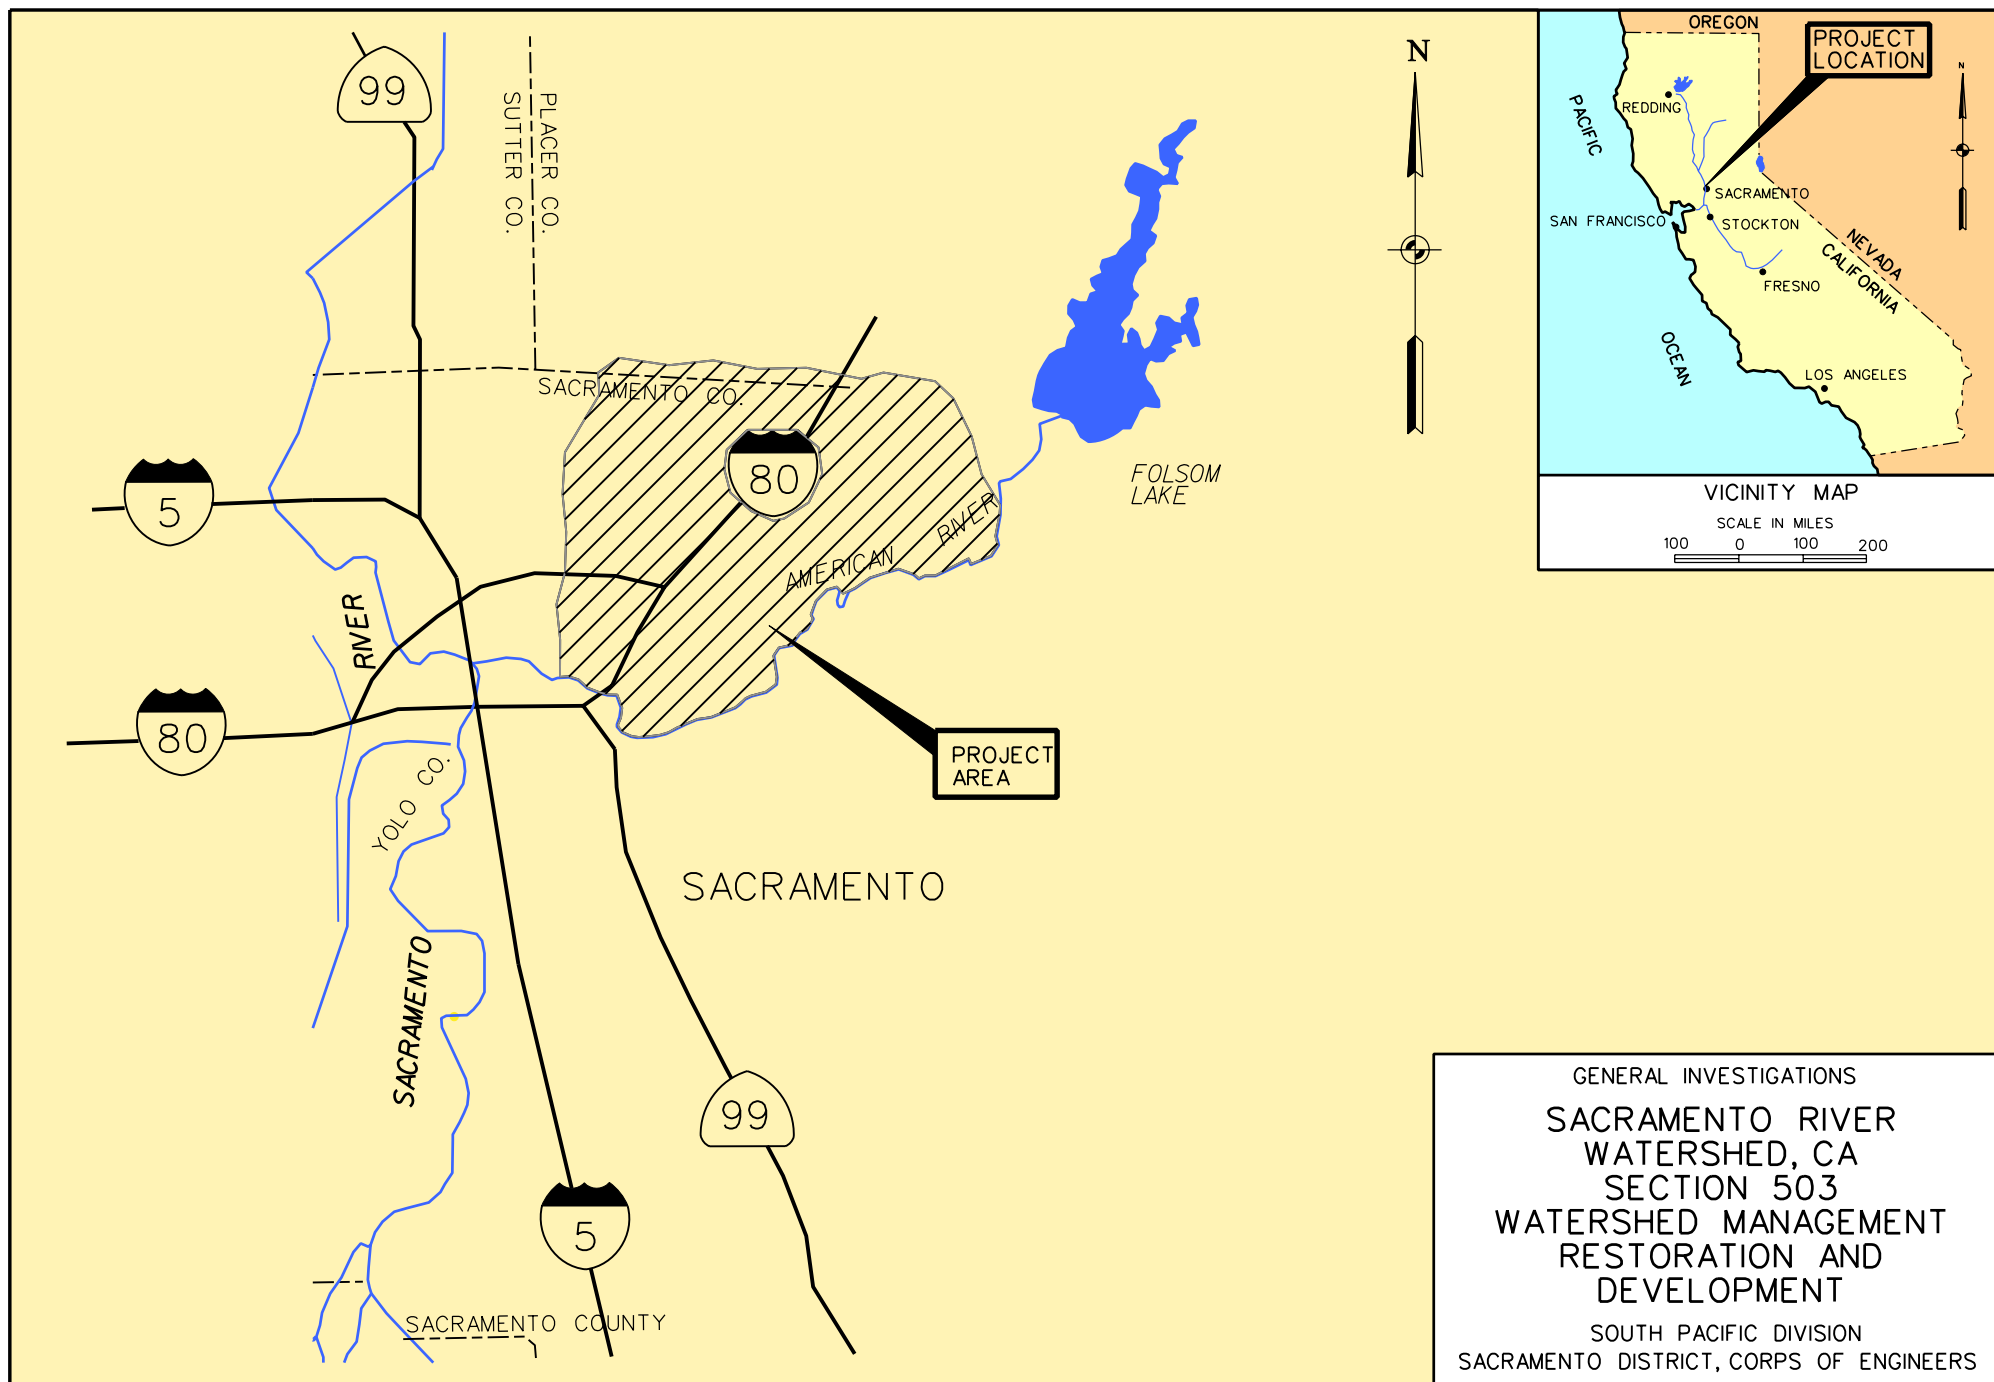 99
PLACER CO.
SUTTER CO.
N
SACRAMENTO CO.
80
5
FOLSOM
LAKE
AMERICAN RIVER
RIVER
80
PROJECT
AREA
YOLO CO.
SACRAMENTO
SACRAMENTO
99
5
SACRAMENTO COUNTY
OREGON
PROJECT
LOCATION
N
PACIFIC
REDDING
SACRAMENTO
SAN FRANCISCO
STOCKTON
NEVADA
CALIFORNIA
FRESNO
OCEAN
LOS ANGELES
VICINITY MAP
SCALE IN MILES
100 0 100 200
GENERAL INVESTIGATIONS
SACRAMENTO RIVER
WATERSHED, CA
SECTION 503
WATERSHED MANAGEMENT
RESTORATION AND
DEVELOPMENT
SOUTH PACIFIC DIVISION
SACRAMENTO DISTRICT, CORPS OF ENGINEERS